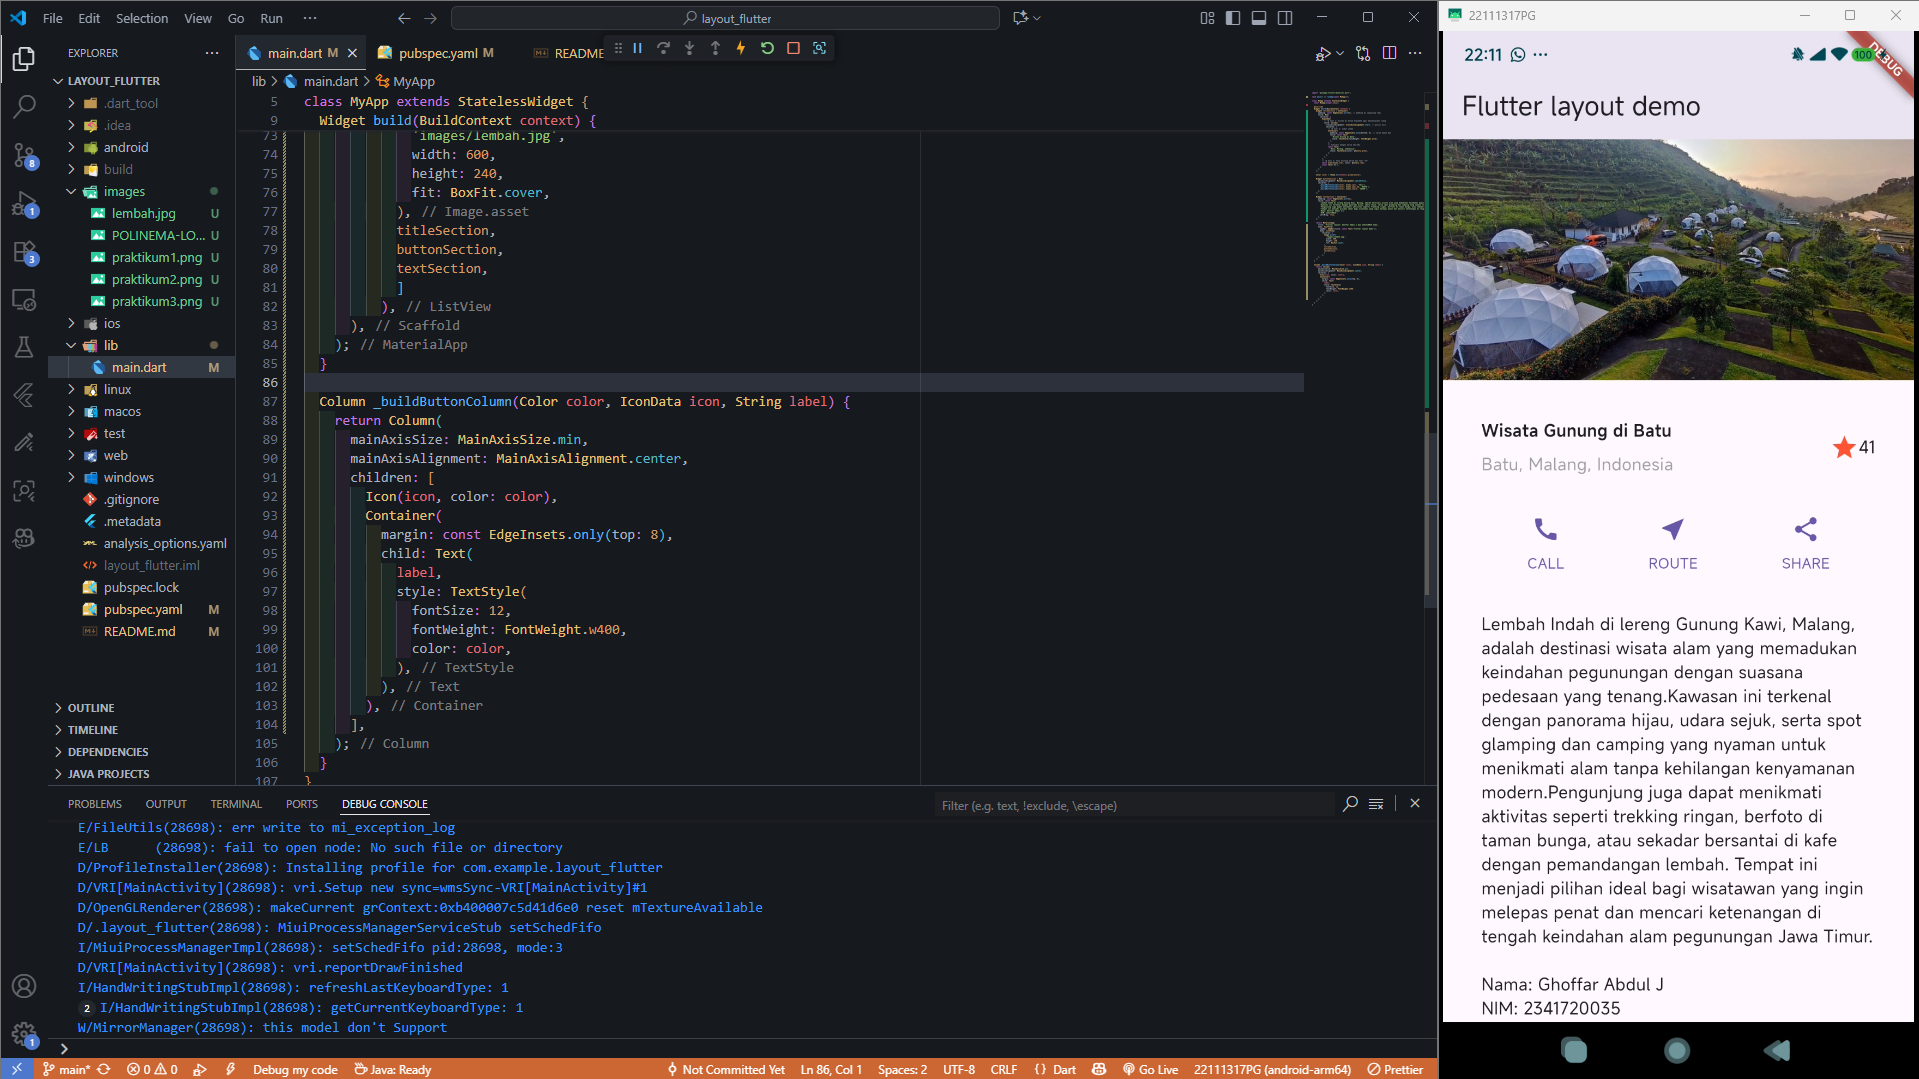 File Edit Selection View Go Run ···
layout_flutter
22111317PG
EXPLORER
main.dart M
pubspec.yaml M
README
LAYOUT_FLUTTER
.dart_tool
.idea
android
build
images
lembah.jpg U
POLINEMA-LO... U
praktikum1.png U
praktikum2.png U
praktikum3.png U
ios
lib
main.dart M
linux
macos
test
web
windows
.gitignore
.metadata
analysis_options.yaml
layout_flutter.iml
pubspec.lock
pubspec.yaml M
README.md M
OUTLINE
TIMELINE
DEPENDENCIES
JAVA PROJECTS
8
1
3
1
lib > main.dart > MyApp
5 class MyApp extends StatelessWidget {
9 Widget build(BuildContext context) {
73 'images/lembah.jpg',
74 width: 600,
75 height: 240,
76 fit: BoxFit.cover,
77 ), // Image.asset
78 titleSection,
79 buttonSection,
80 textSection,
81 ]
82 ), // ListView
83 ), // Scaffold
84 ); // MaterialApp
85 }
86
87 Column _buildButtonColumn(Color color, IconData icon, String label) {
88 return Column(
89 mainAxisSize: MainAxisSize.min,
90 mainAxisAlignment: MainAxisAlignment.center,
91 children: [
92 Icon(icon, color: color),
93 Container(
94 margin: const EdgeInsets.only(top: 8),
95 child: Text(
96 label,
97 style: TextStyle(
98 fontSize: 12,
99 fontWeight: FontWeight.w400,
100 color: color,
101 ), // TextStyle
102 ), // Text
103 ), // Container
104 ],
105 ); // Column
106 }
107 }
PROBLEMS OUTPUT TERMINAL PORTS DEBUG CONSOLE
Filter (e.g. text, !exclude, \escape)
E/FileUtils(28698): err write to mi_exception_log
E/LB (28698): fail to open node: No such file or directory
D/ProfileInstaller(28698): Installing profile for com.example.layout_flutter
D/VRI[MainActivity](28698): vri.Setup new sync=wmsSync-VRI[MainActivity]#1
D/OpenGLRenderer(28698): makeCurrent grContext:0xb400007c5d41d6e0 reset mTextureAvailable
D/.layout_flutter(28698): MiuiProcessManagerServiceStub setSchedFifo
I/MiuiProcessManagerImpl(28698): setSchedFifo pid:28698, mode:3
D/VRI[MainActivity](28698): vri.reportDrawFinished
I/HandWritingStubImpl(28698): refreshLastKeyboardType: 1
2 I/HandWritingStubImpl(28698): getCurrentKeyboardType: 1
W/MirrorManager(28698): this model don't Support
main* 0 0 Debug my code Java: Ready
Not Committed Yet Ln 86, Col 1 Spaces: 2 UTF-8 CRLF {} Dart Go Live 22111317PG (android-arm64) Prettier
22:11 ··· 100
DEBUG
Flutter layout demo
Wisata Gunung di Batu
Batu, Malang, Indonesia
41
CALL ROUTE SHARE
Lembah Indah di lereng Gunung Kawi, Malang,
adalah destinasi wisata alam yang memadukan
keindahan pegunungan dengan suasana
pedesaan yang tenang.Kawasan ini terkenal
dengan panorama hijau, udara sejuk, serta spot
glamping dan camping yang nyaman untuk
menikmati alam tanpa kehilangan kenyamanan
modern.Pengunjung juga dapat menikmati
aktivitas seperti trekking ringan, berfoto di
taman bunga, atau sekadar bersantai di kafe
dengan pemandangan lembah. Tempat ini
menjadi pilihan ideal bagi wisatawan yang ingin
melepas penat dan mencari ketenangan di
tengah keindahan alam pegunungan Jawa Timur.
Nama: Ghoffar Abdul J
NIM: 2341720035